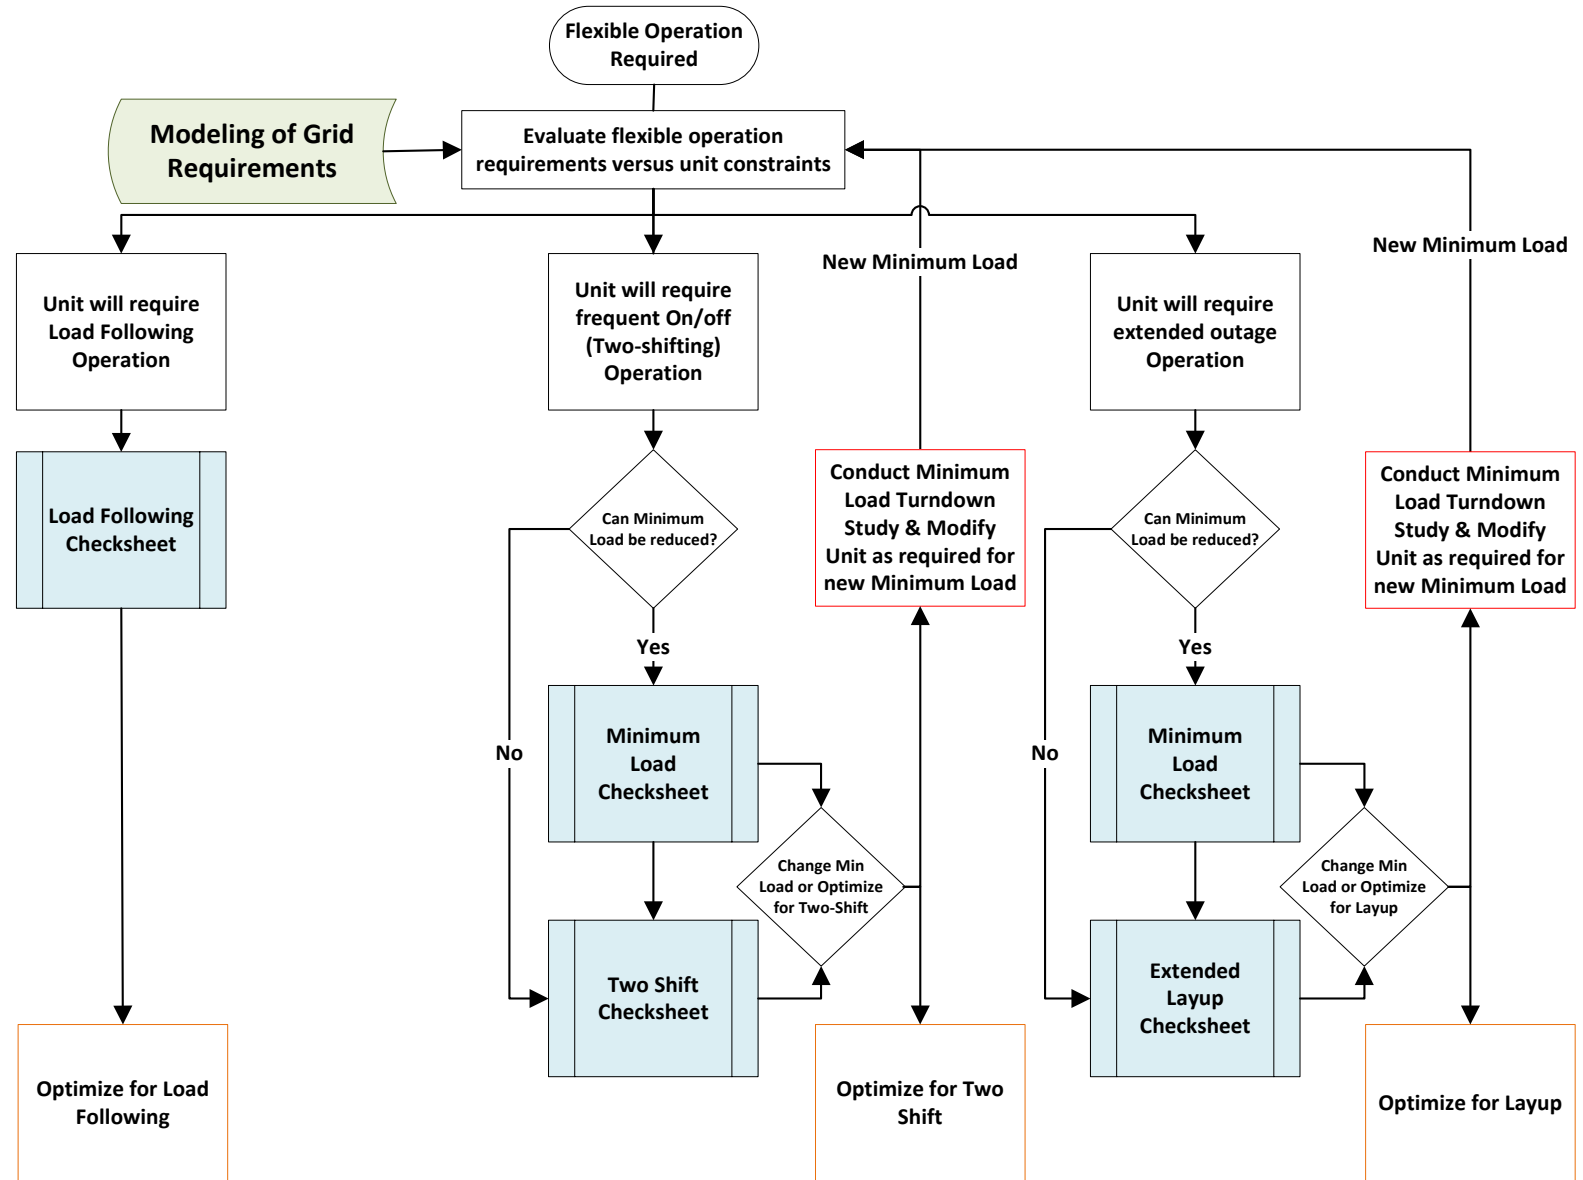 Flexible Operation
Required
Modeling of Grid
Requirements
Evaluate flexible operation
requirements versus unit constraints
New Minimum Load
New Minimum Load
Unit will require
Load Following
Operation
Unit will require
frequent On/off
(Two-shifting)
Operation
Unit will require
extended outage
Operation
Load Following
Checksheet
Can Minimum
Load be reduced?
Conduct Minimum
Load Turndown
Study & Modify
Unit as required for
new Minimum Load
Can Minimum
Load be reduced?
Conduct Minimum
Load Turndown
Study & Modify
Unit as required for
new Minimum Load
Yes
Yes
No
Minimum
Load
Checksheet
No
Minimum
Load
Checksheet
Change Min
Load or Optimize
for Two-Shift
Change Min
Load or Optimize
for Layup
Two Shift
Checksheet
Extended
Layup
Checksheet
Optimize for Load
Following
Optimize for Two
Shift
Optimize for Layup